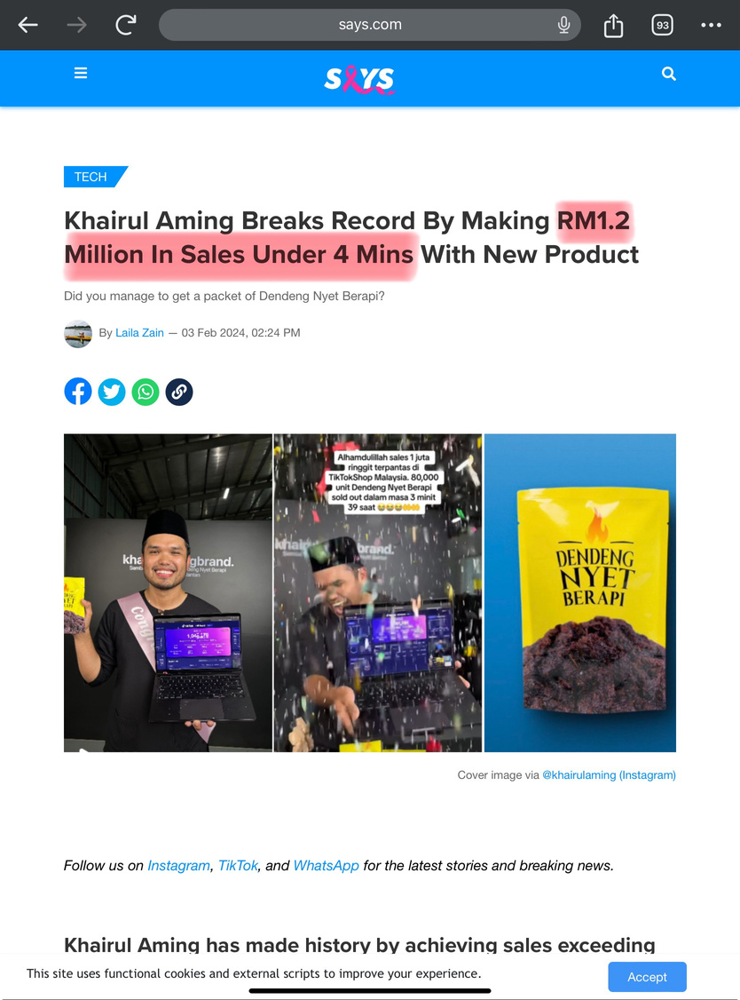 says.com
93
SAYS
TECH
Khairul Aming Breaks Record By Making RM1.2
Million In Sales Under 4 Mins With New Product
Did you manage to get a packet of Dendeng Nyet Berapi?
By Laila Zain — 03 Feb 2024, 02:24 PM
Alhamdulillah sales 1 juta
ringgit terpantas di
TikTokShop Malaysia. 80,000
unit Dendeng Nyet Berapi
sold out dalam masa 3 minit
39 saat 😭😭😭🙌🙌
DENDENG
NYET
BERAPI
Cover image via @khairulaming (Instagram)
Follow us on Instagram, TikTok, and WhatsApp for the latest stories and breaking news.
Khairul Aming has made history by achieving sales exceeding
This site uses functional cookies and external scripts to improve your experience.
Accept